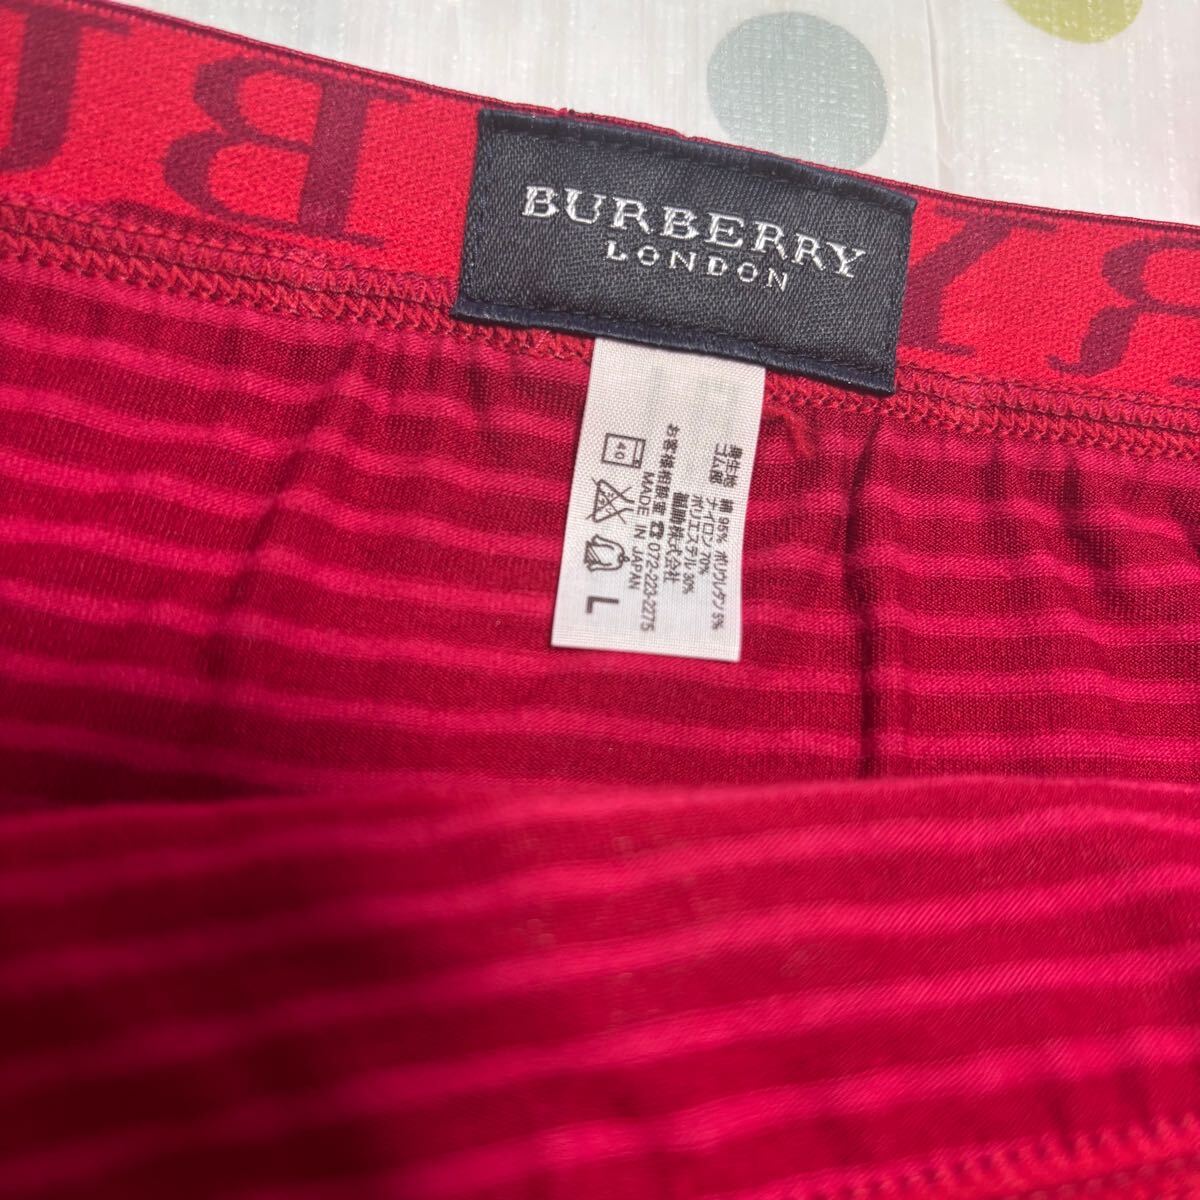 BURBERRY
LONDON
身生地 綿 95% ポリウレタン 5%
ゴム部 ナイロン 70%
ポリエステル 30%
福助株式会社
お客様相談室 ☎ 072-223-2275
MADE IN JAPAN
40
L
B
Y
R